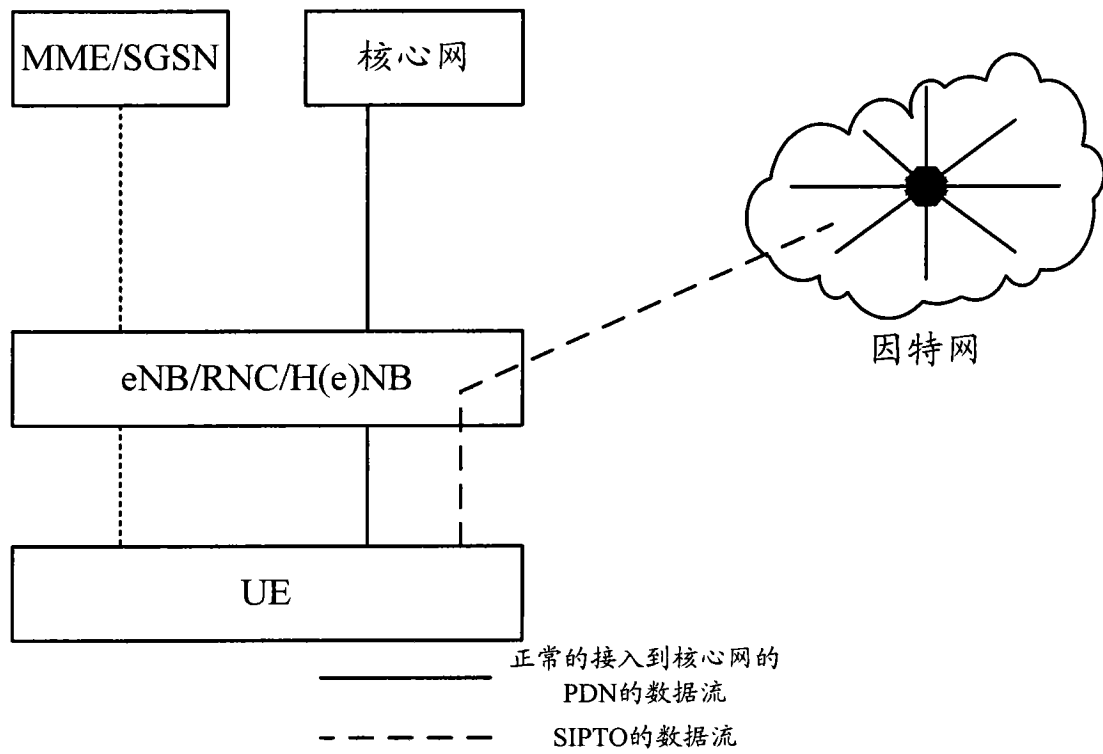 MME/SGSN
核心网
因特网
eNB/RNC/H(e)NB
UE
正常的接入到核心网的
PDN的数据流
SIPTO的数据流